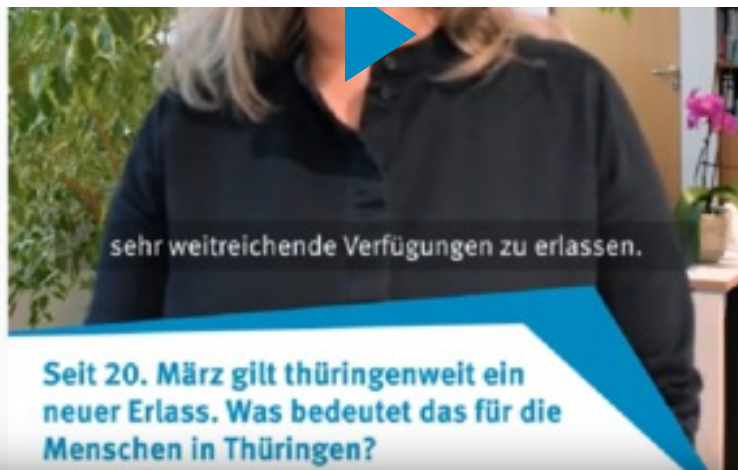 sehr weitreichende Verfügungen zu erlassen.
Seit 20. März gilt thüringenweit ein
neuer Erlass. Was bedeutet das für die
Menschen in Thüringen?